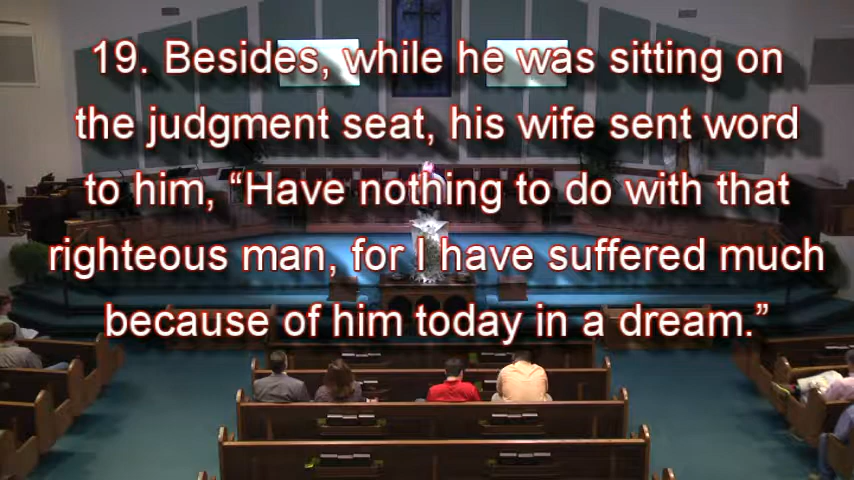 19. Besides, while he was sitting on
the judgment seat, his wife sent word
to him, “Have nothing to do with that
righteous man, for I have suffered much
because of him today in a dream.”